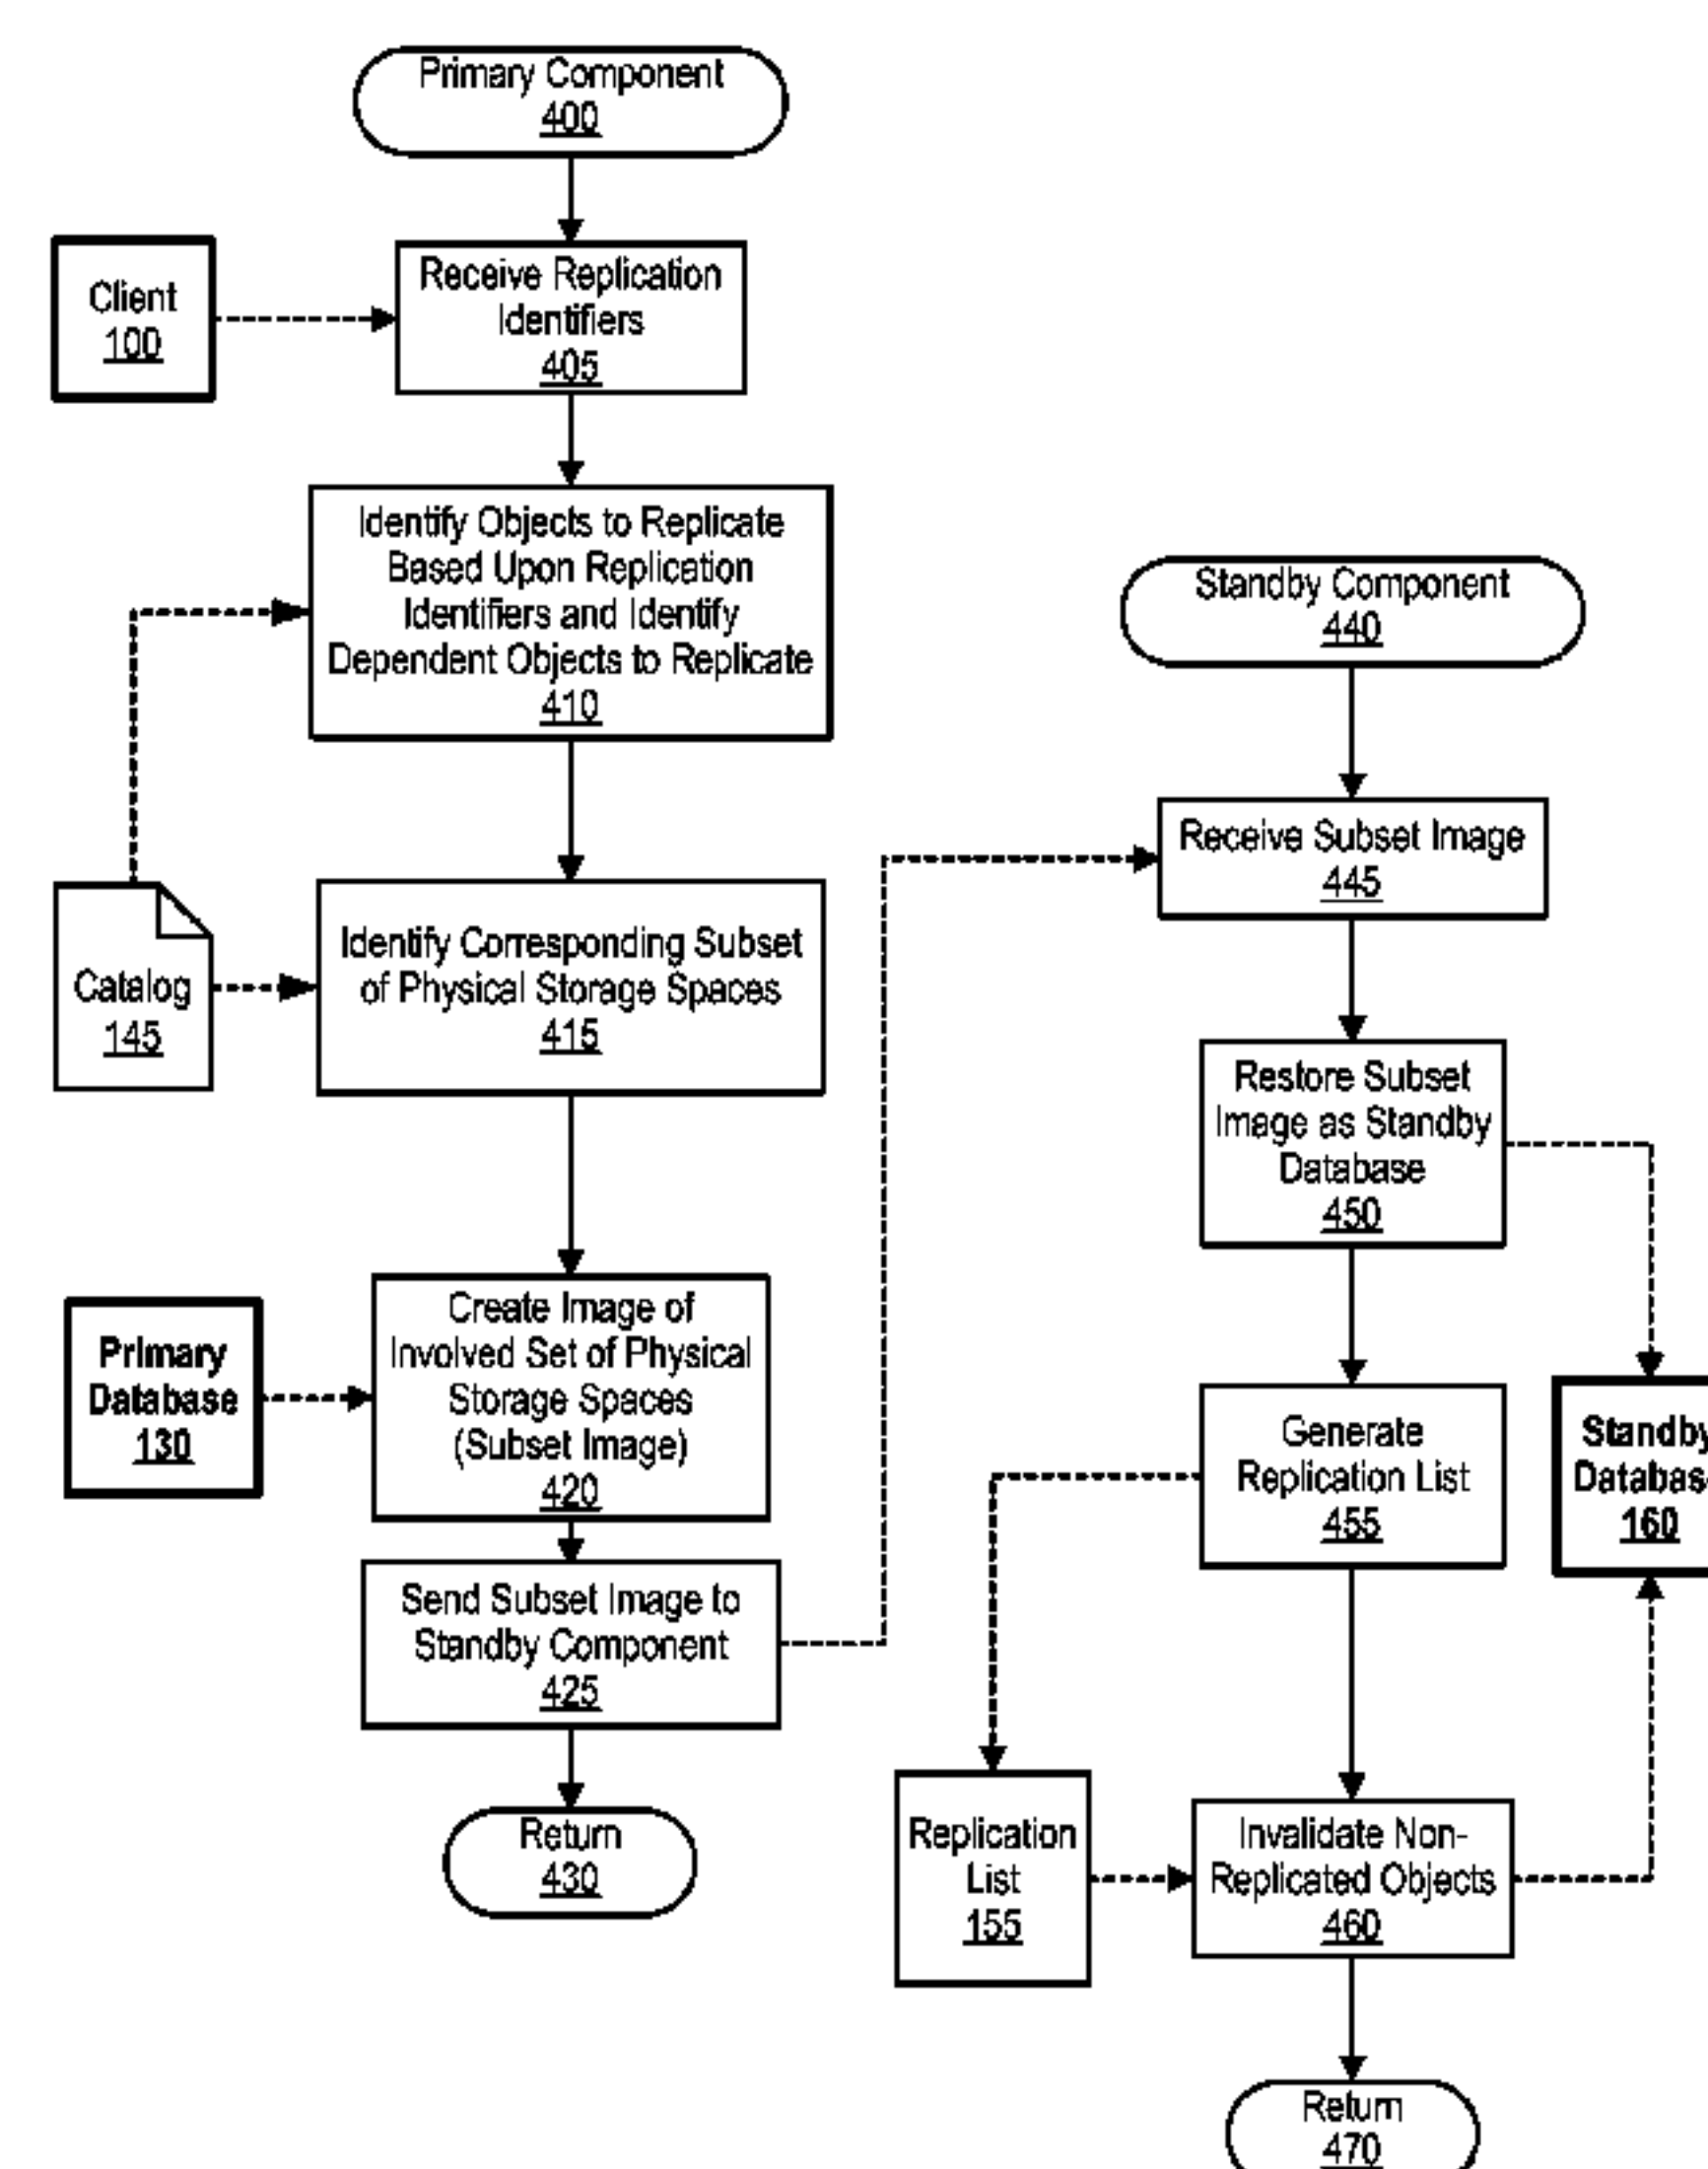 Primary Component
400
Client
100
Receive Replication
Identifiers
405
Identify Objects to Replicate
Based Upon Replication
Identifiers and Identify
Dependent Objects to Replicate
410
Catalog
145
Identify Corresponding Subset
of Physical Storage Spaces
415
Primary
Database
130
Create Image of
Involved Set of Physical
Storage Spaces
(Subset Image)
420
Send Subset Image to
Standby Component
425
Return
430
Standby Component
440
Receive Subset Image
445
Restore Subset
Image as Standby
Database
450
Generate
Replication List
455
Standby
Databas
160
Replication
List
155
Invalidate Non-
Replicated Objects
460
Return
470